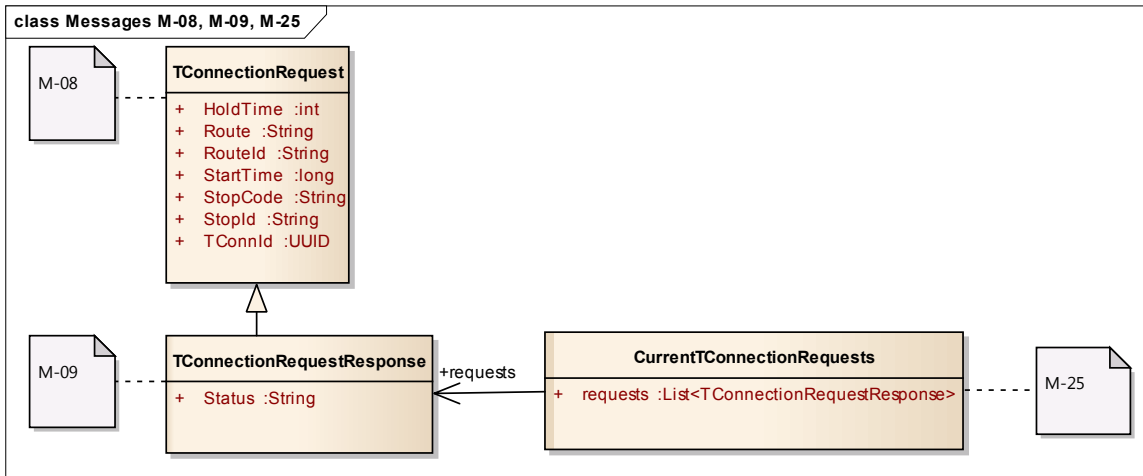 class Messages M-08, M-09, M-25
M-08
TConnectionRequest
+ HoldTime :int
+ Route :String
+ RouteId :String
+ StartTime :long
+ StopCode :String
+ StopId :String
+ TConnId :UUID
M-09
TConnectionRequestResponse
+ Status :String
+requests
CurrentTConnectionRequests
+ requests :List<TConnectionRequestResponse>
M-25